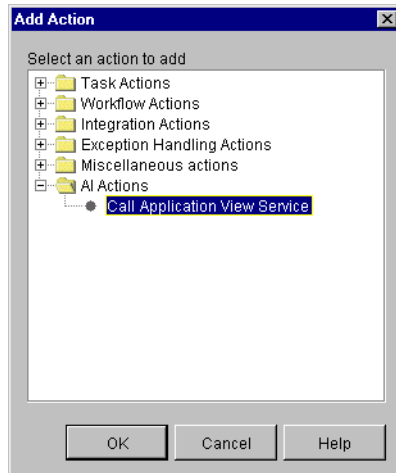 Add Action
Select an action to add
Task Actions
Workflow Actions
Integration Actions
Exception Handling Actions
Miscellaneous actions
AI Actions
Call Application View Service
OK Cancel Help